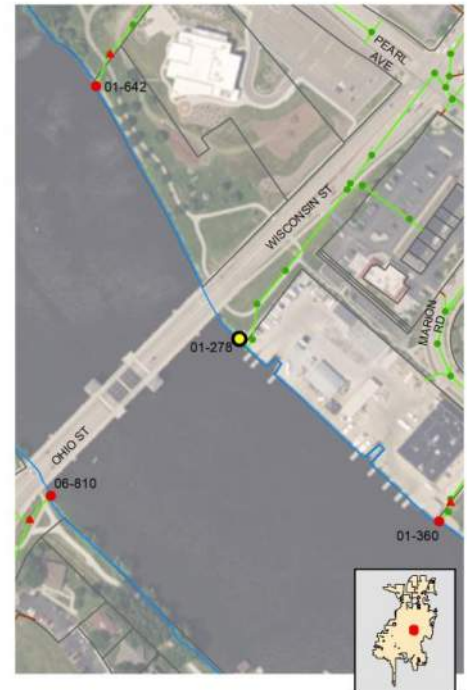 PEARL
AVE
01-642
WISCONSIN ST
MARION
RD
01-278
OHIO ST
06-810
01-360